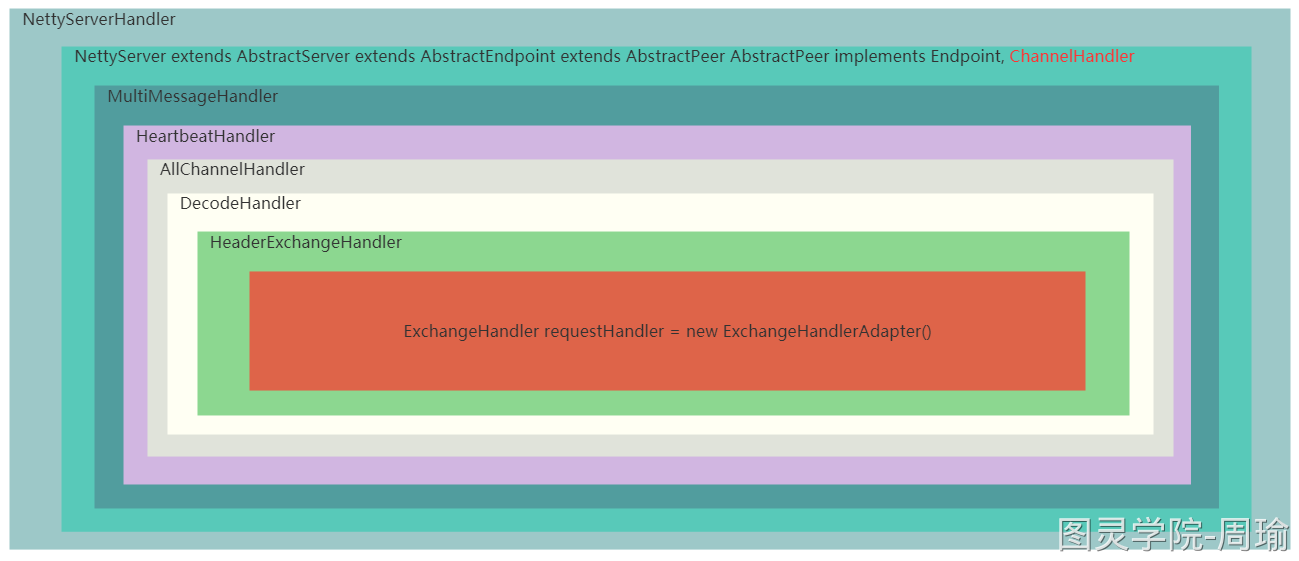 NettyServerHandler
NettyServer extends AbstractServer extends AbstractEndpoint extends AbstractPeer AbstractPeer implements Endpoint, ChannelHandler
MultiMessageHandler
HeartbeatHandler
AllChannelHandler
DecodeHandler
HeaderExchangeHandler
ExchangeHandler requestHandler = new ExchangeHandlerAdapter()
图灵学院-周瑜